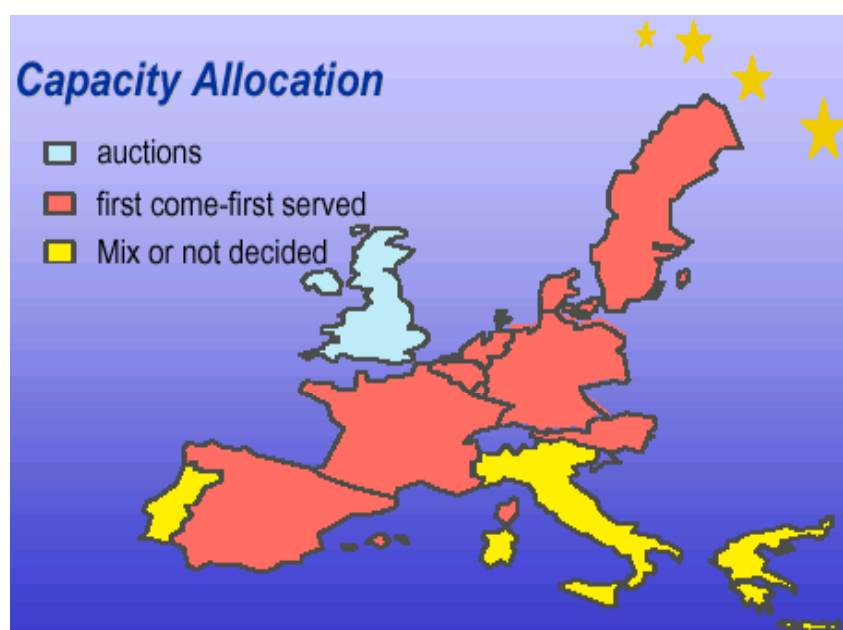 Capacity Allocation
auctions
first come-first served
Mix or not decided